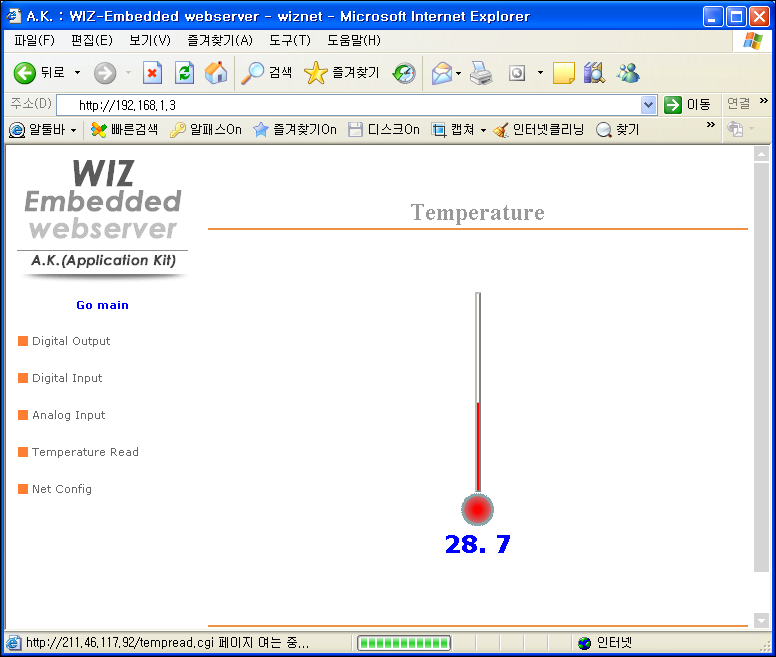 A.K. : WIZ-Embedded webserver - wiznet - Microsoft Internet Explorer
파일(F) 편집(E) 보기(V) 즐겨찾기(A) 도구(T) 도움말(H)
뒤로 검색 즐겨찾기
주소(D) http://192.168.1.3 이동 연결 »
알툴바 빠른검색 알패스On 즐겨찾기On 디스크On 캡쳐 인터넷클리닝 찾기 »
WIZ
Embedded
webserver
A.K.(Application Kit)
Go main
Digital Output
Digital Input
Analog Input
Temperature Read
Net Config
Temperature
28. 7
http://211.46.117.92/tempread.cgi 페이지 여는 중... 인터넷